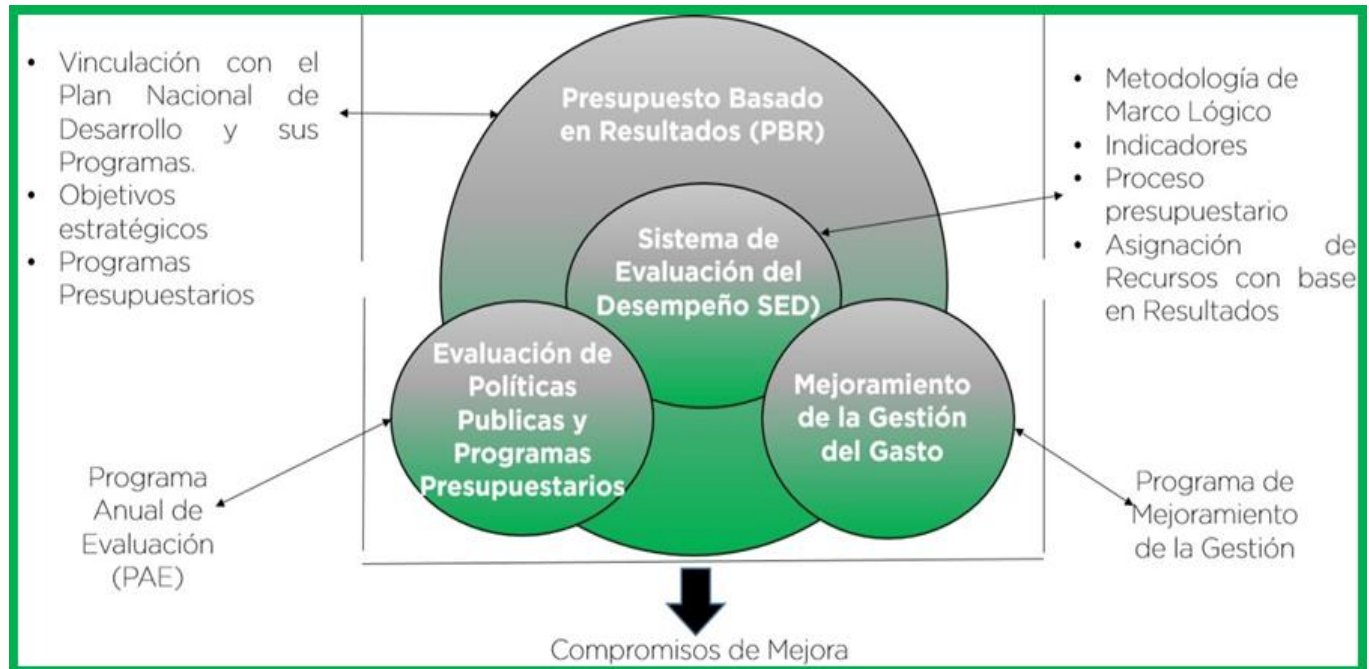 • Vinculación con el
Plan Nacional de
Desarrollo y sus
Programas.
• Objetivos
estratégicos
• Programas
Presupuestarios
Presupuesto Basado
en Resultados (PBR)
• Metodología de
Marco Lógico
• Indicadores
• Proceso
presupuestario
• Asignación de
Recursos con base
en Resultados
Sistema de
Evaluación del
Desempeño SED)
Evaluación de
Políticas
Publicas y
Programas
Presupuestarios
Mejoramiento
de la Gestión
del Gasto
Programa
Anual de
Evaluación
(PAE)
Programa de
Mejoramiento
de la Gestión
Compromisos de Mejora